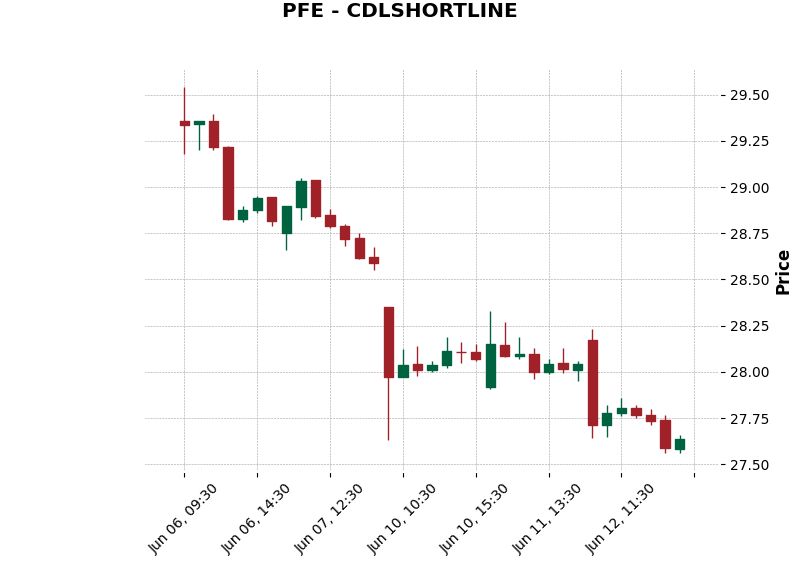 PFE - CDLSHORTLINE
29.50
29.25
29.00
28.75
28.50
28.25
28.00
27.75
27.50
Price
Jun 06, 09:30
Jun 06, 14:30
Jun 07, 12:30
Jun 10, 10:30
Jun 10, 15:30
Jun 11, 13:30
Jun 12, 11:30